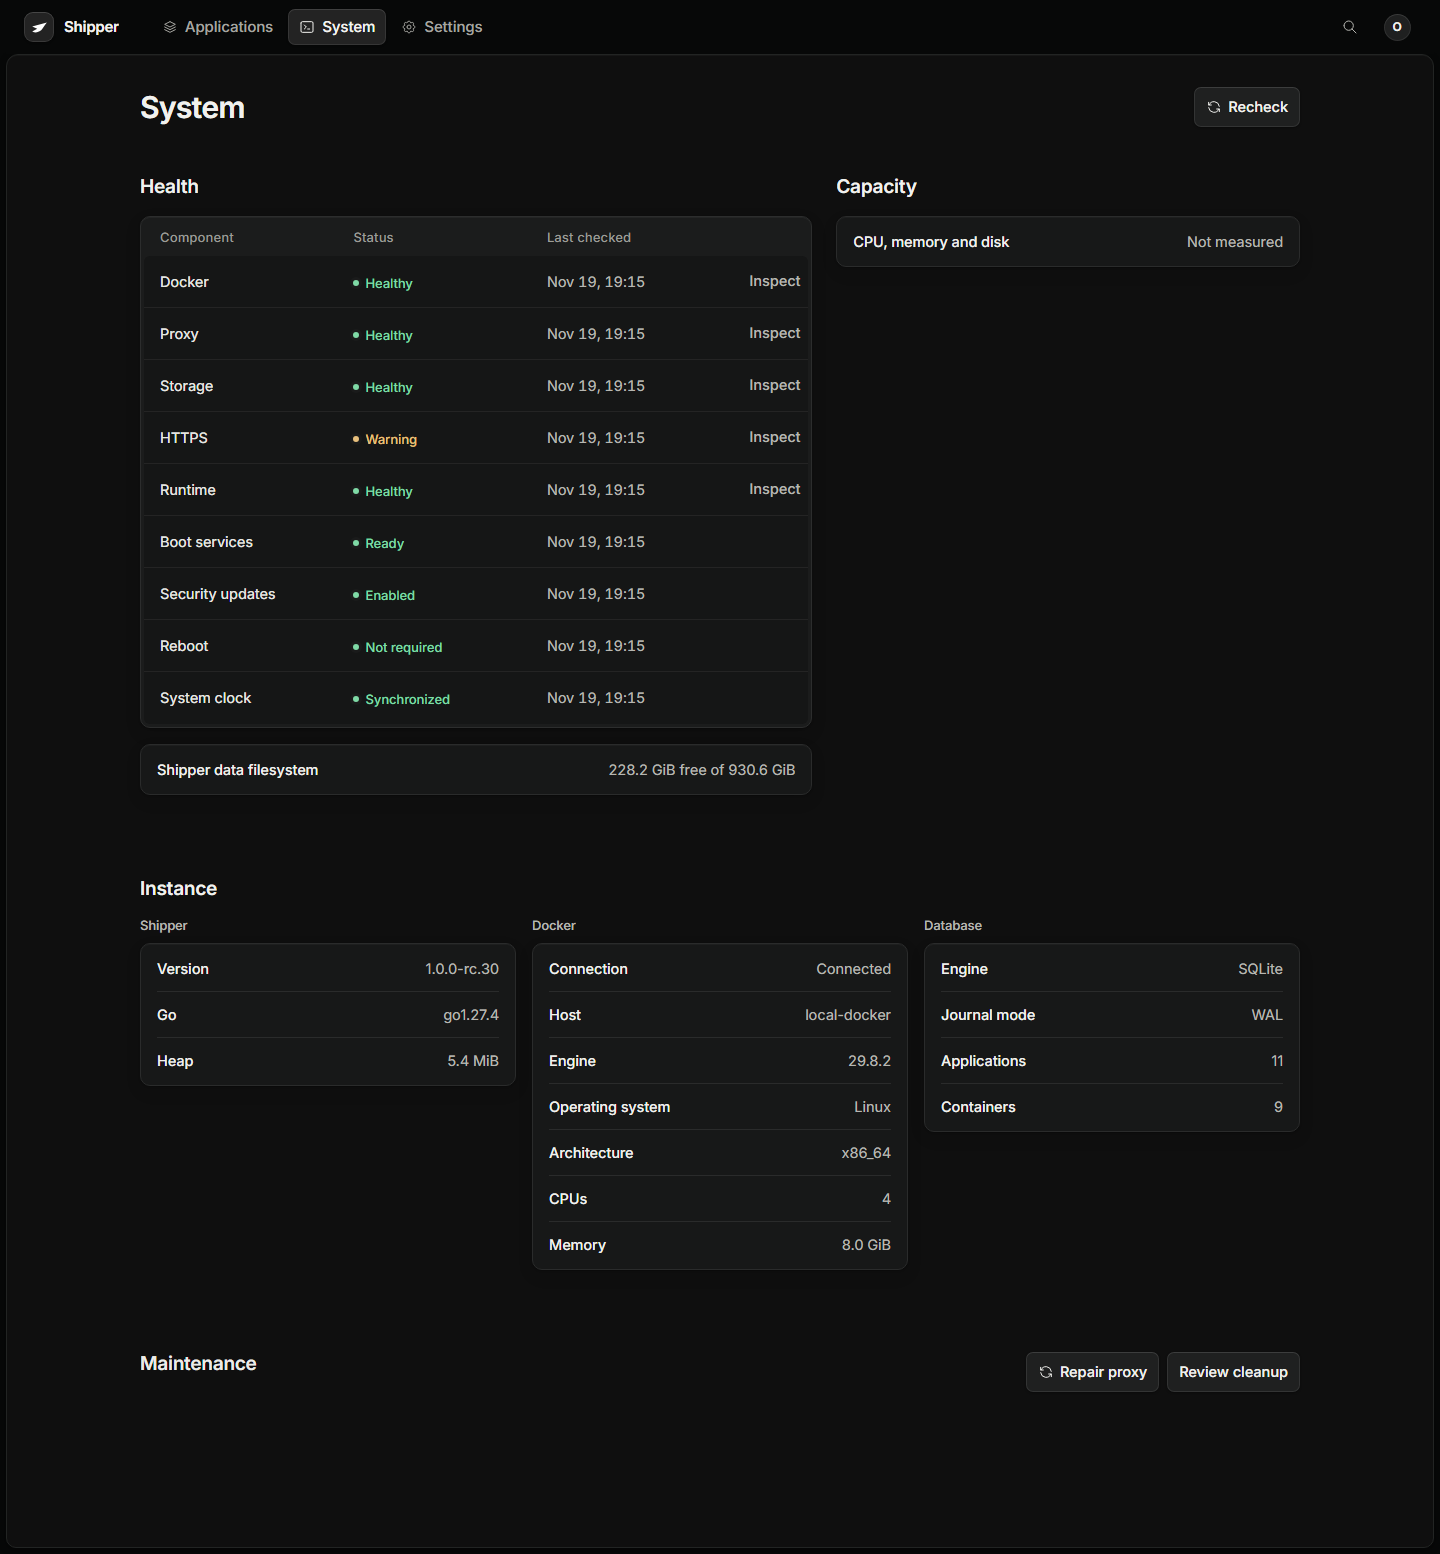 Shipper
Applications
System
Settings
O
System
Recheck
Health
Component Status Last checked
Docker Healthy Nov 19, 19:15 Inspect
Proxy Healthy Nov 19, 19:15 Inspect
Storage Healthy Nov 19, 19:15 Inspect
HTTPS Warning Nov 19, 19:15 Inspect
Runtime Healthy Nov 19, 19:15 Inspect
Boot services Ready Nov 19, 19:15
Security updates Enabled Nov 19, 19:15
Reboot Not required Nov 19, 19:15
System clock Synchronized Nov 19, 19:15
Shipper data filesystem 228.2 GiB free of 930.6 GiB
Capacity
CPU, memory and disk Not measured
Instance
Shipper
Version 1.0.0-rc.30
Go go1.27.4
Heap 5.4 MiB
Docker
Connection Connected
Host local-docker
Engine 29.8.2
Operating system Linux
Architecture x86_64
CPUs 4
Memory 8.0 GiB
Database
Engine SQLite
Journal mode WAL
Applications 11
Containers 9
Maintenance
Repair proxy
Review cleanup